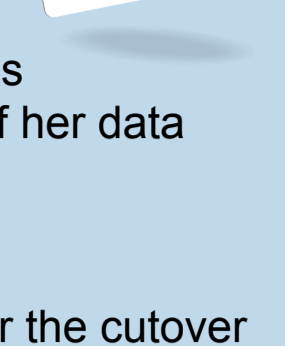 s
f her data
r the cutover